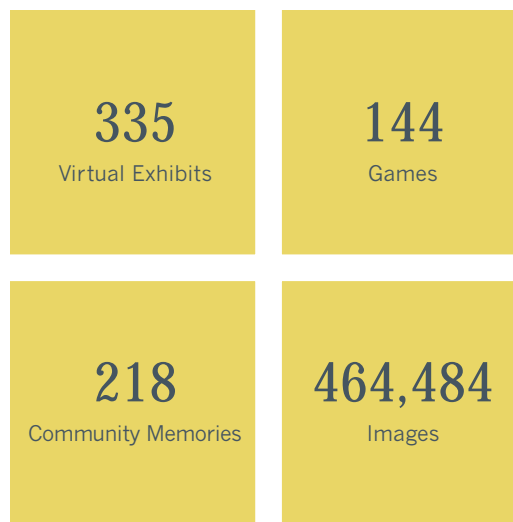 335
Virtual Exhibits
144
Games
218
Community Memories
464,484
Images